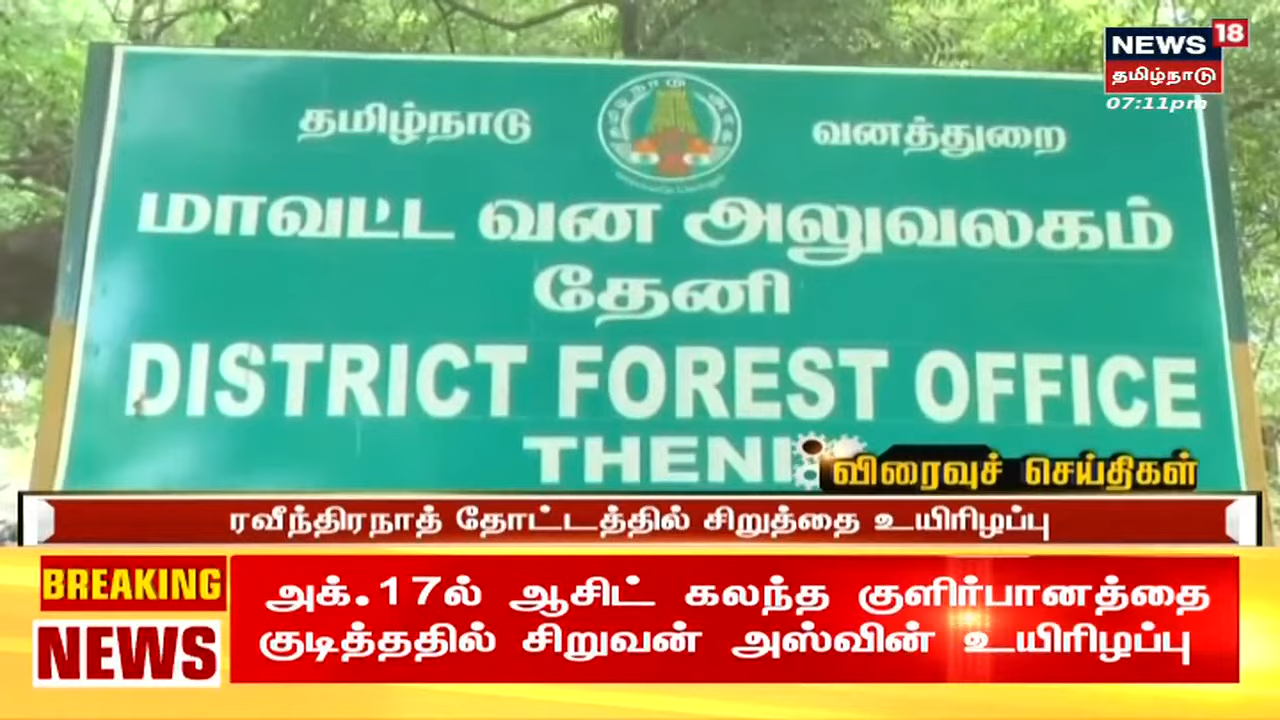 NEWS 18
தமிழ்நாடு
07:11pm
தமிழ்நாடு வனத்துறை
மாவட்ட வன அலுவலகம்
தேனி
DISTRICT FOREST OFFICE
THENI
விரைவுச் செய்திகள்
ரவீந்திரநாத் தோட்டத்தில் சிறுத்தை உயிரிழப்பு
BREAKING
NEWS
அக்.17ல் ஆசிட் கலந்த குளிர்பானத்தை
குடித்ததில் சிறுவன் அஸ்வின் உயிரிழப்பு